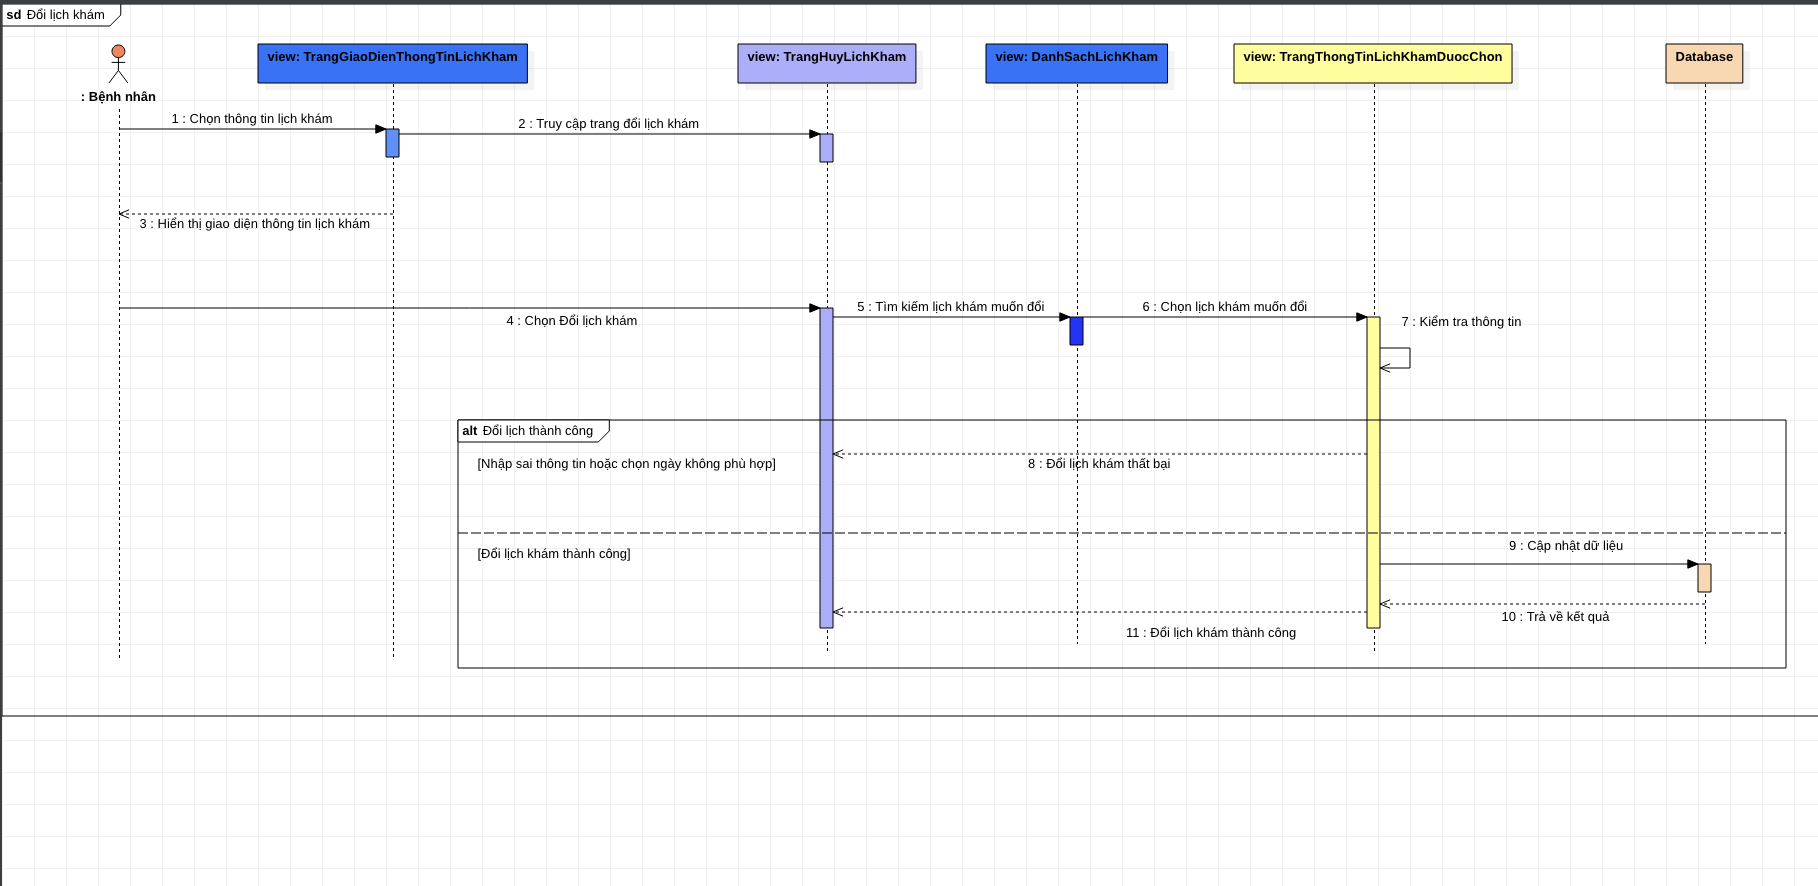 sd Đổi lịch khám
view: TrangGiaoDienThongTinLichKham
view: TrangHuyLichKham
view: DanhSachLichKham
view: TrangThongTinLichKhamDuocChon
Database
: Bệnh nhân
1 : Chọn thông tin lịch khám
2 : Truy cập trang đổi lịch khám
3 : Hiển thị giao diện thông tin lịch khám
4 : Chọn Đổi lịch khám
5 : Tìm kiếm lịch khám muốn đổi
6 : Chọn lịch khám muốn đổi
7 : Kiểm tra thông tin
alt Đổi lịch thành công
[Nhập sai thông tin hoặc chọn ngày không phù hợp]
8 : Đổi lịch khám thất bại
[Đổi lịch khám thành công]
9 : Cập nhật dữ liệu
10 : Trả về kết quả
11 : Đổi lịch khám thành công